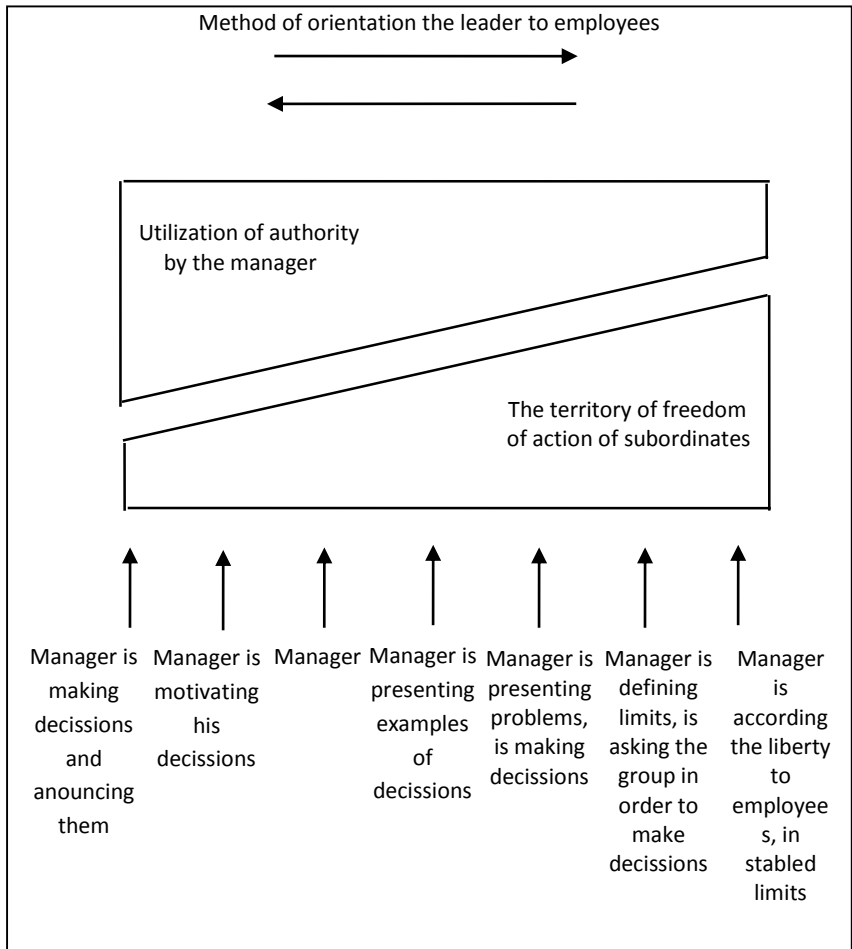 Method of orientation the leader to employees
Utilization of authority
by the manager
The territory of freedom
of action of subordinates
Manager is
making
decissions
and
anouncing
them
Manager is
motivating
his
decissions
Manager
Manager is
presenting
examples
of
decissions
Manager is
presenting
problems,
is making
decissions
Manager is
defining
limits, is
asking the
group in
order to
make
decissions
Manager
is
according
the liberty
to
employee
s, in
stabled
limits